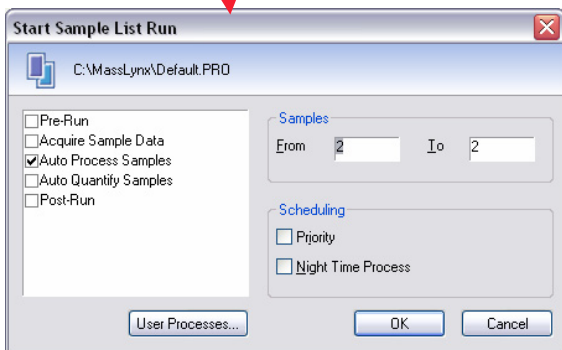 Start Sample List Run
C:\MassLynx\Default.PRO
Pre-Run
Acquire Sample Data
Auto Process Samples
Auto Quantify Samples
Post-Run
User Processes...
Samples
From 2 To 2
Scheduling
Priority
Night Time Process
OK Cancel